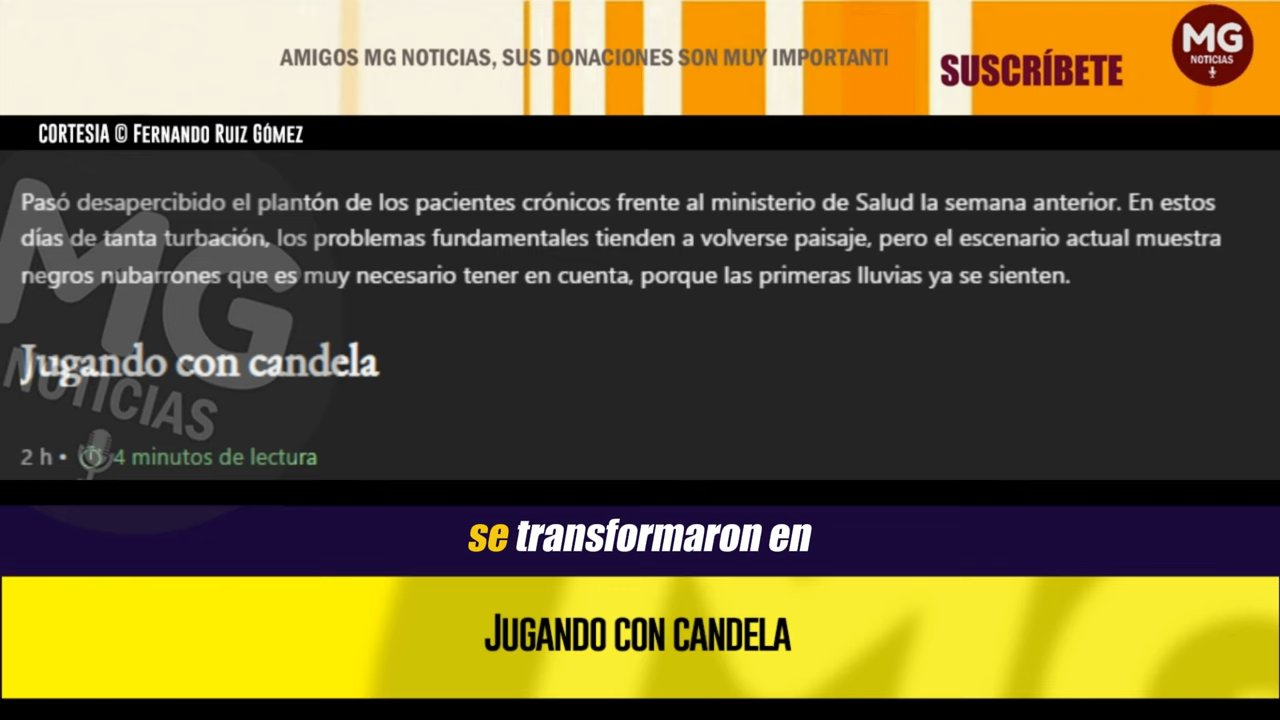 AMIGOS MG NOTICIAS, SUS DONACIONES SON MUY IMPORTANTI
SUSCRÍBETE
MG
NOTICIAS
CORTESIA © FERNANDO RUIZ GÓMEZ
Pasó desapercibido el plantón de los pacientes crónicos frente al ministerio de Salud la semana anterior. En estos
días de tanta turbación, los problemas fundamentales tienden a volverse paisaje, pero el escenario actual muestra
negros nubarrones que es muy necesario tener en cuenta, porque las primeras lluvias ya se sienten.
MG
NOTICIAS
Jugando con candela
2 h • 4 minutos de lectura
se transformaron en
JUGANDO CON CANDELA